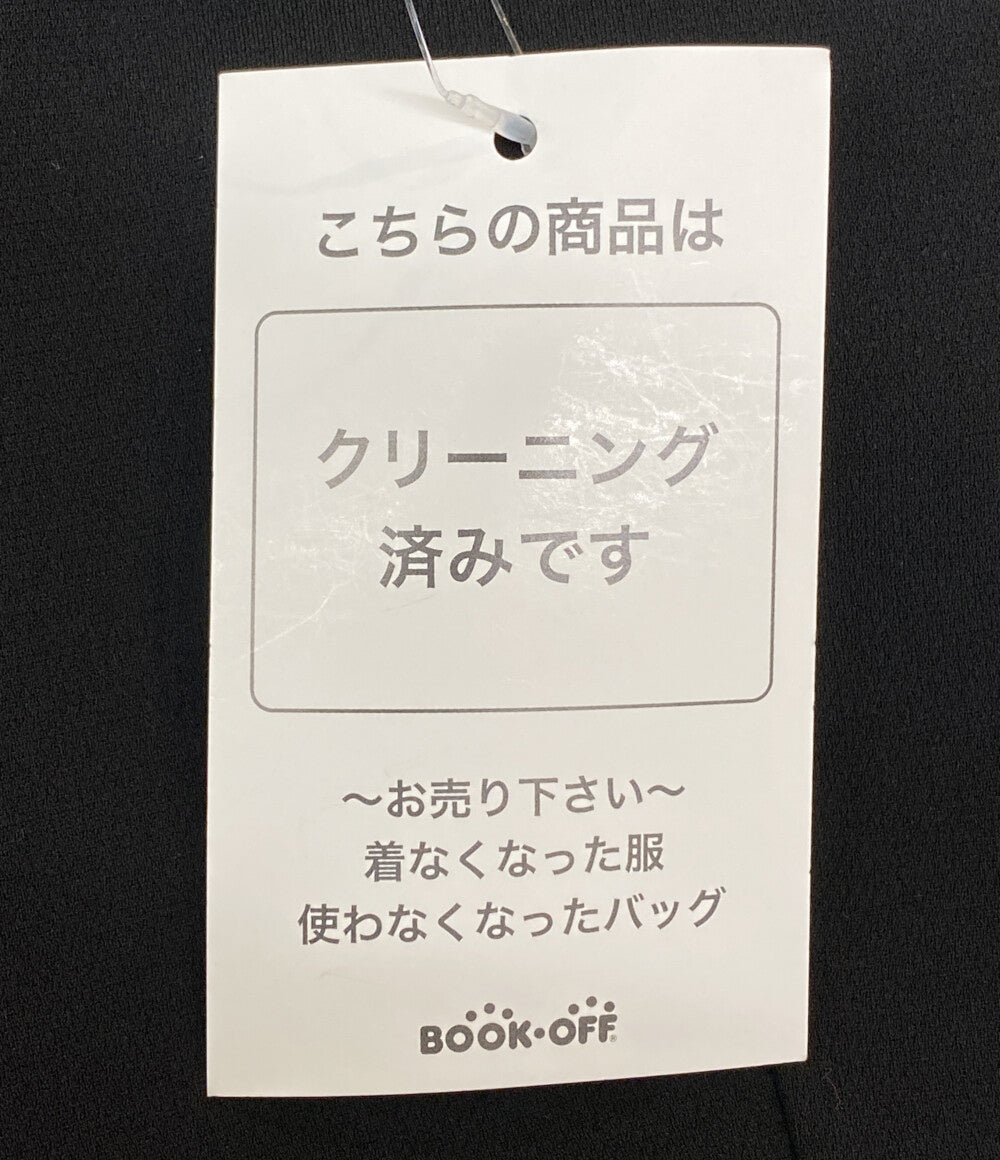 こちらの商品は
クリーニング
済みです
～お売り下さい～
着なくなった服
使わなくなったバッグ
BOOK・OFF®